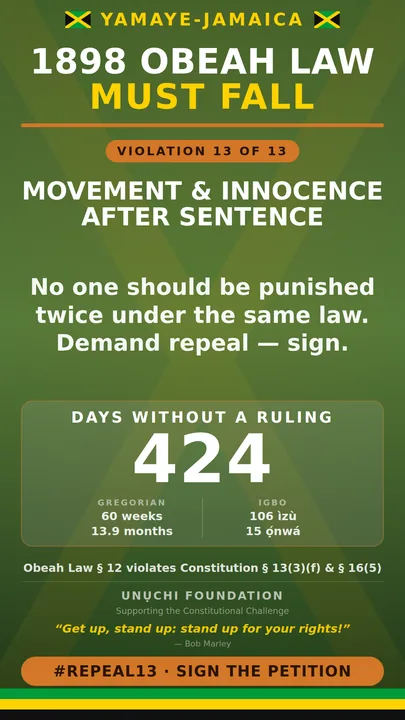 YAMAYE-JAMAICA
1898 OBEAH LAW
MUST FALL
VIOLATION 13 OF 13
MOVEMENT & INNOCENCE
AFTER SENTENCE
No one should be punished
twice under the same law.
Demand repeal — sign.
DAYS WITHOUT A RULING
424
GREGORIAN
60 weeks
13.9 months
IGBO
106 ìzù
15 ọ́nwá
Obeah Law § 12 violates Constitution § 13(3)(f) & § 16(5)
UNỤCHI FOUNDATION
Supporting the Constitutional Challenge
“Get up, stand up: stand up for your rights!”
— Bob Marley
#REPEAL13 · SIGN THE PETITION